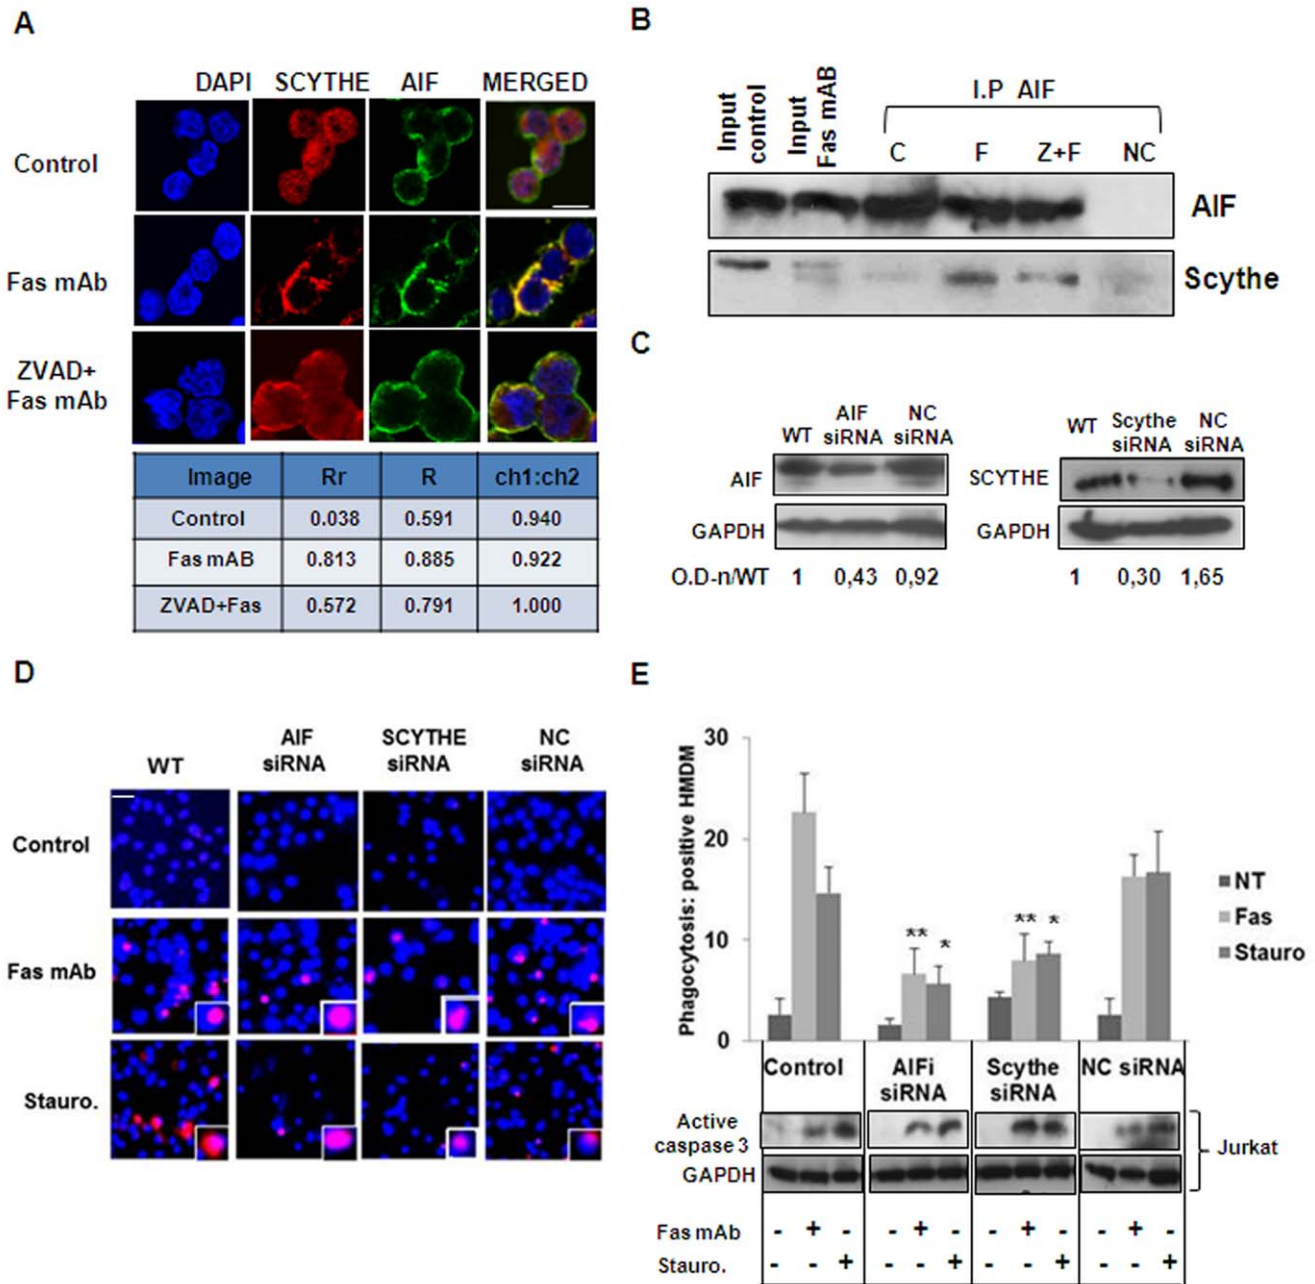 A
DAPI SCYTHE AIF MERGED
Control
Fas mAb
ZVAD+
Fas mAb
Image Rr R ch1:ch2
Control 0.038 0.591 0.940
Fas mAB 0.813 0.885 0.922
ZVAD+Fas 0.572 0.791 1.000
B
Input control
Input Fas mAB
I.P AIF
C F Z+F NC
AIF
Scythe
C
WT AIF siRNA NC siRNA
AIF
GAPDH
O.D-n/WT 1 0,43 0,92
WT Scythe siRNA NC siRNA
SCYTHE
GAPDH
1 0,30 1,65
D
WT AIF siRNA SCYTHE siRNA NC siRNA
Control
Fas mAb
Stauro.
E
Phagocytosis: positive HMDM
30
20
10
0
** * ** *
NT
Fas
Stauro
Control AIFi siRNA Scythe siRNA NC siRNA
Active
caspase 3
GAPDH
Jurkat
Fas mAb - + - - + - - + - - + -
Stauro. - - + - - + - - + - - +